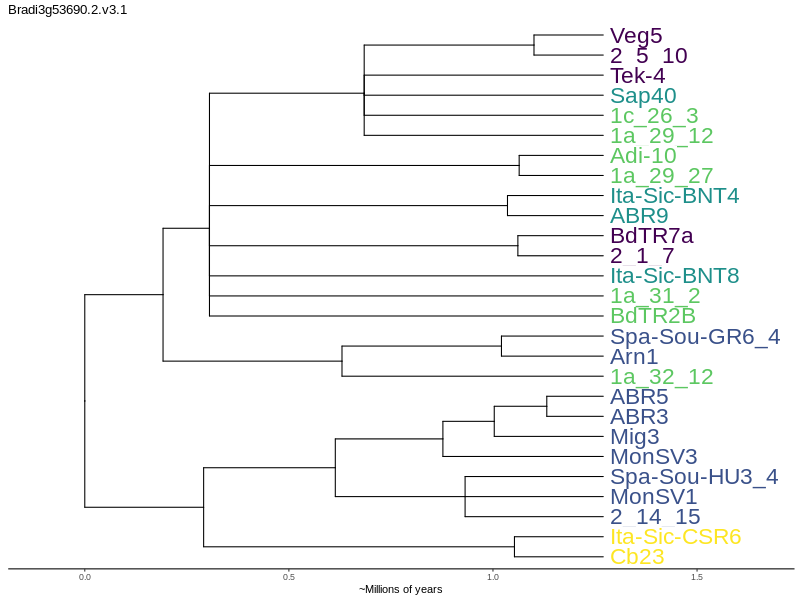 Bradi3g53690.2.v3.1
Veg5
2_5_10
Tek-4
Sap40
1c_26_3
1a_29_12
Adi-10
1a_29_27
Ita-Sic-BNT4
ABR9
BdTR7a
2_1_7
Ita-Sic-BNT8
1a_31_2
BdTR2B
Spa-Sou-GR6_4
Arn1
1a_32_12
ABR5
ABR3
Mig3
MonSV3
Spa-Sou-HU3_4
MonSV1
2_14_15
Ita-Sic-CSR6
Cb23
0.0 0.5 1.0 1.5
~Millions of years